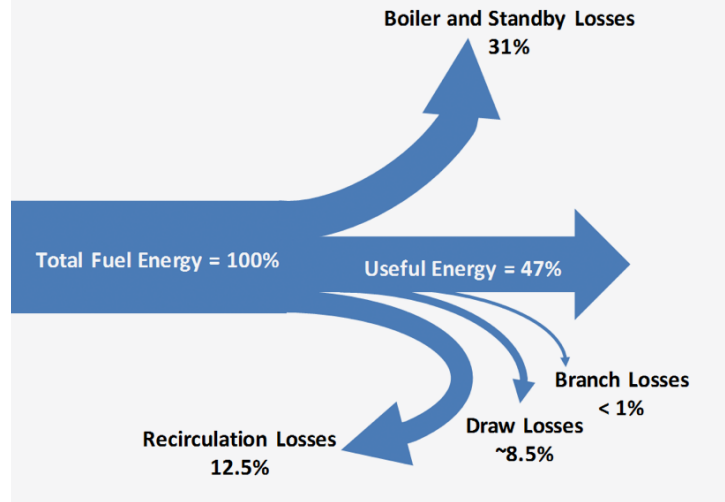 Boiler and Standby Losses
31%
Total Fuel Energy = 100%
Useful Energy = 47%
Branch Losses
< 1%
Draw Losses
~8.5%
Recirculation Losses
12.5%